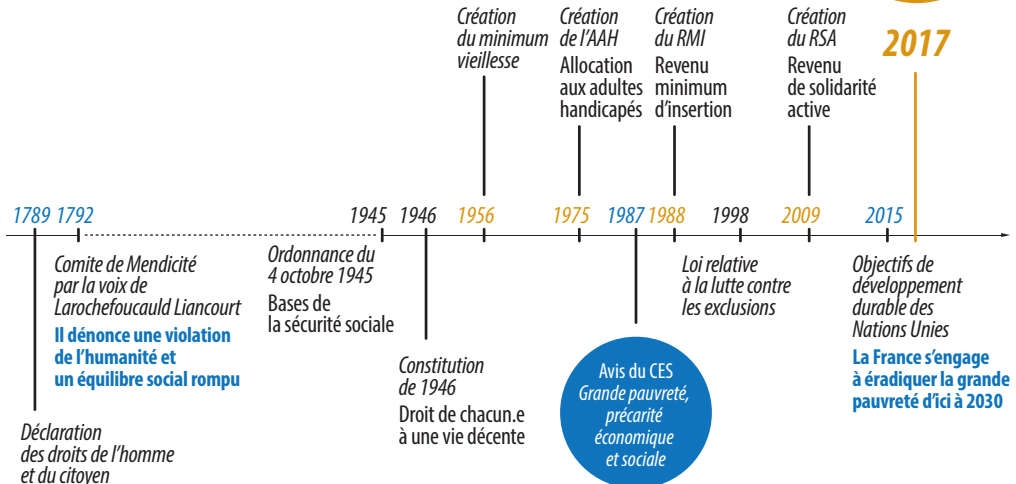 Création
du minimum
vieillesse
Création
de l’AAH
Allocation
aux adultes
handicapés
Création
du RMI
Revenu
minimum
d’insertion
Création
du RSA
Revenu
de solidarité
active
2017
1789 1792 1945 1946 1956 1975 1987 1988 1998 2009 2015
Comite de Mendicité
par la voix de
Larochefoucauld Liancourt
Il dénonce une violation
de l’humanité et
un équilibre social rompu
Ordonnance du
4 octobre 1945
Bases de
la sécurité sociale
Loi relative
à la lutte contre
les exclusions
Objectifs de
développement
durable des
Nations Unies
La France s’engage
à éradiquer la grande
pauvreté d’ici à 2030
Constitution
de 1946
Droit de chacun.e
à une vie décente
Avis du CES
Grande pauvreté,
précarité
économique
et sociale
Déclaration
des droits de l’homme
et du citoyen